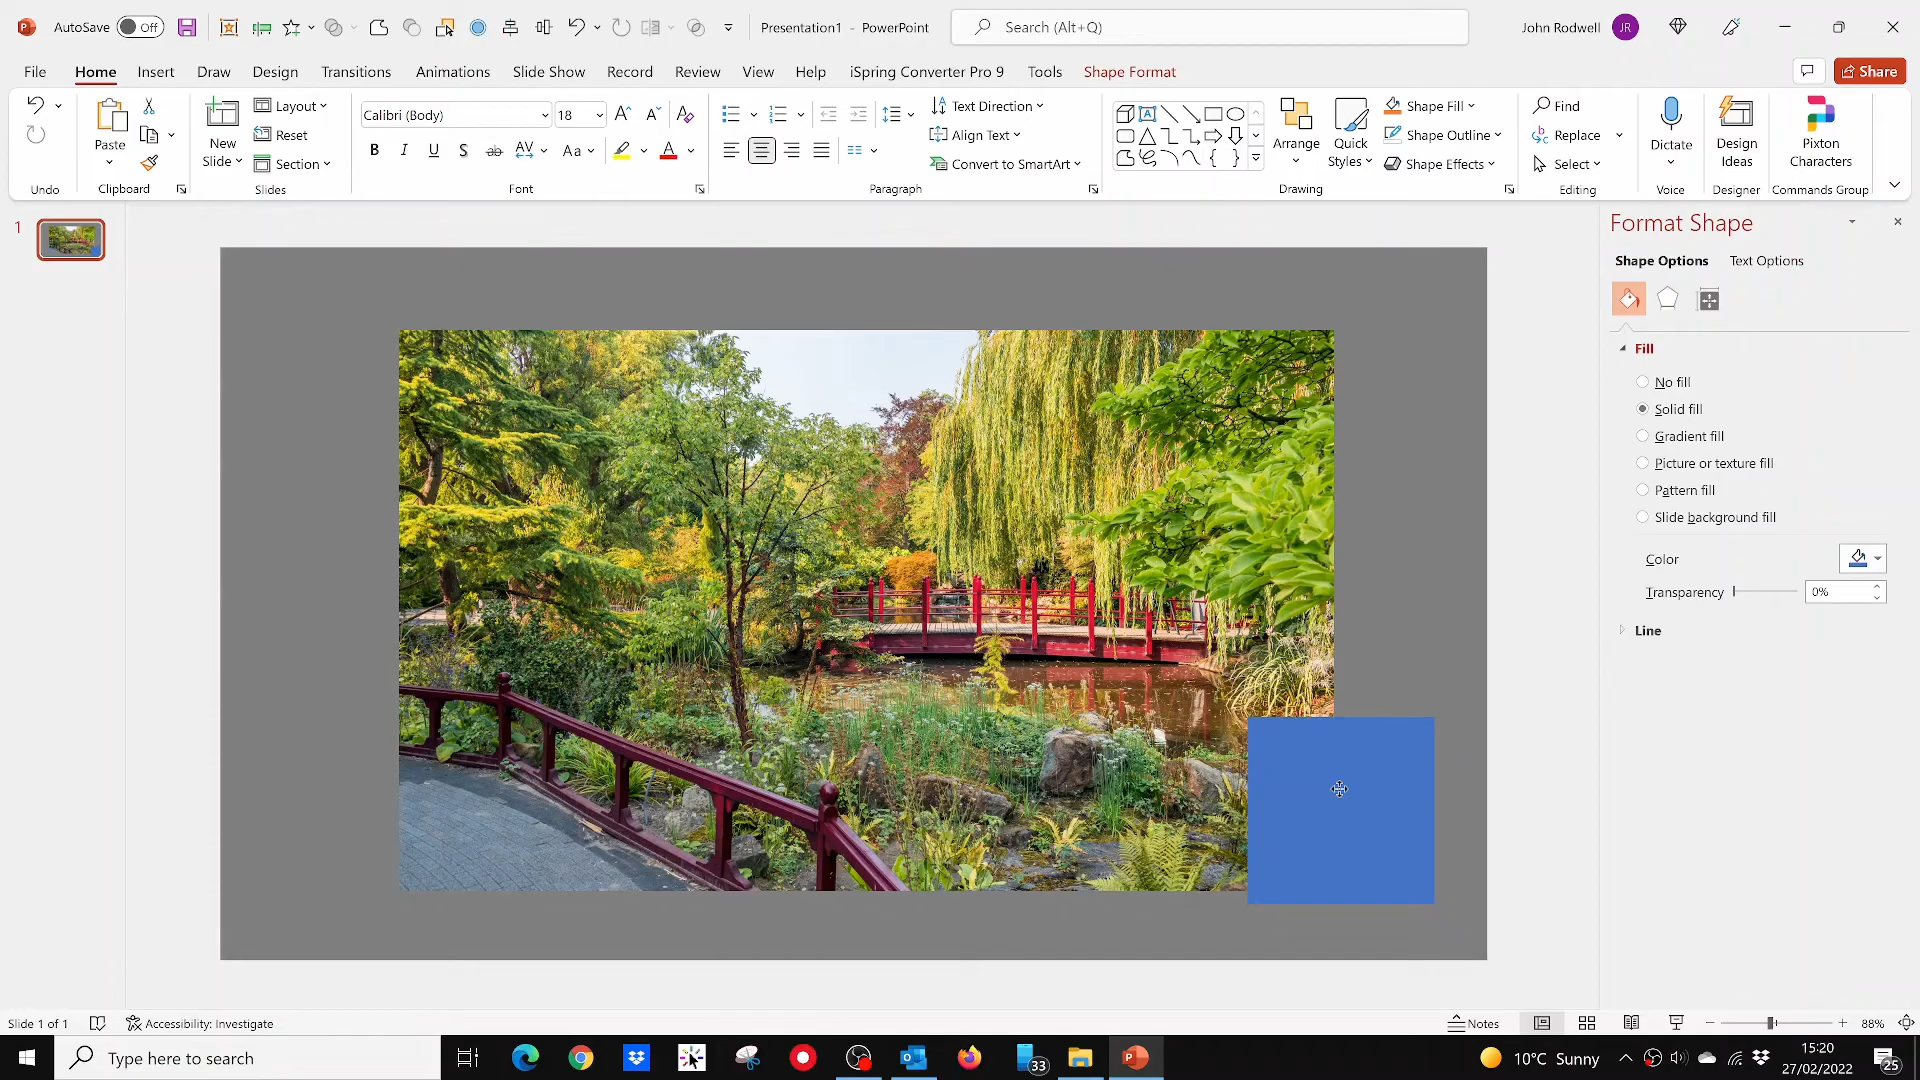 AutoSave Off Presentation1 - PowerPoint Search (Alt+Q) John Rodwell JR
File Home Insert Draw Design Transitions Animations Slide Show Record Review View Help iSpring Converter Pro 9 Tools Shape Format Share
Calibri (Body) 18
Paste
New
Slide
Layout
Reset
Section
B I U S ab AV Aa A
Text Direction
Align Text
Convert to SmartArt
Arrange
Quick
Styles
Shape Fill
Shape Outline
Shape Effects
Find
Replace
Select
Dictate
Design
Ideas
Pixton
Characters
Undo Clipboard Slides Font Paragraph Drawing Editing Voice Designer Commands Group
1
Format Shape
Shape Options Text Options
Fill
No fill
Solid fill
Gradient fill
Picture or texture fill
Pattern fill
Slide background fill
Color
Transparency 0%
Line
Slide 1 of 1 Accessibility: Investigate Notes 88%
Type here to search 33 10°C Sunny 15:20
27/02/2022 25